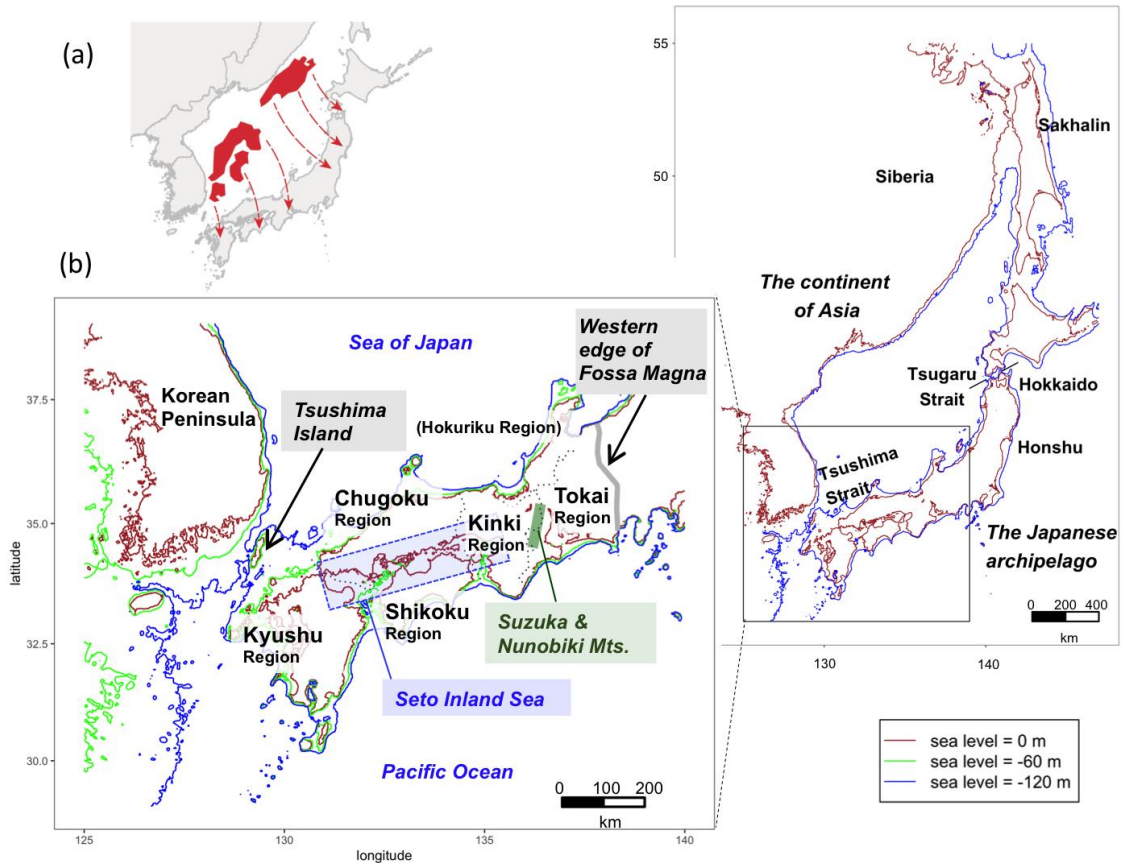 (a)
(b)
Sea of Japan
Western
edge of
Fossa Magna
Korean
Peninsula
Tsushima
Island
(Hokuriku Region)
Chugoku
Region
Kinki
Region
Tokai
Region
Kyushu
Region
Shikoku
Region
Suzuka &
Nunobiki Mts.
Seto Inland Sea
Pacific Ocean
0 100 200
km
37.5
35.0
32.5
30.0
latitude
125 130 135 140
longitude
55
50
Sakhalin
Siberia
The continent
of Asia
Tsugaru
Strait
Hokkaido
Honshu
Tsushima
Strait
The Japanese
archipelago
0 200 400
km
130 140
sea level = 0 m
sea level = -60 m
sea level = -120 m